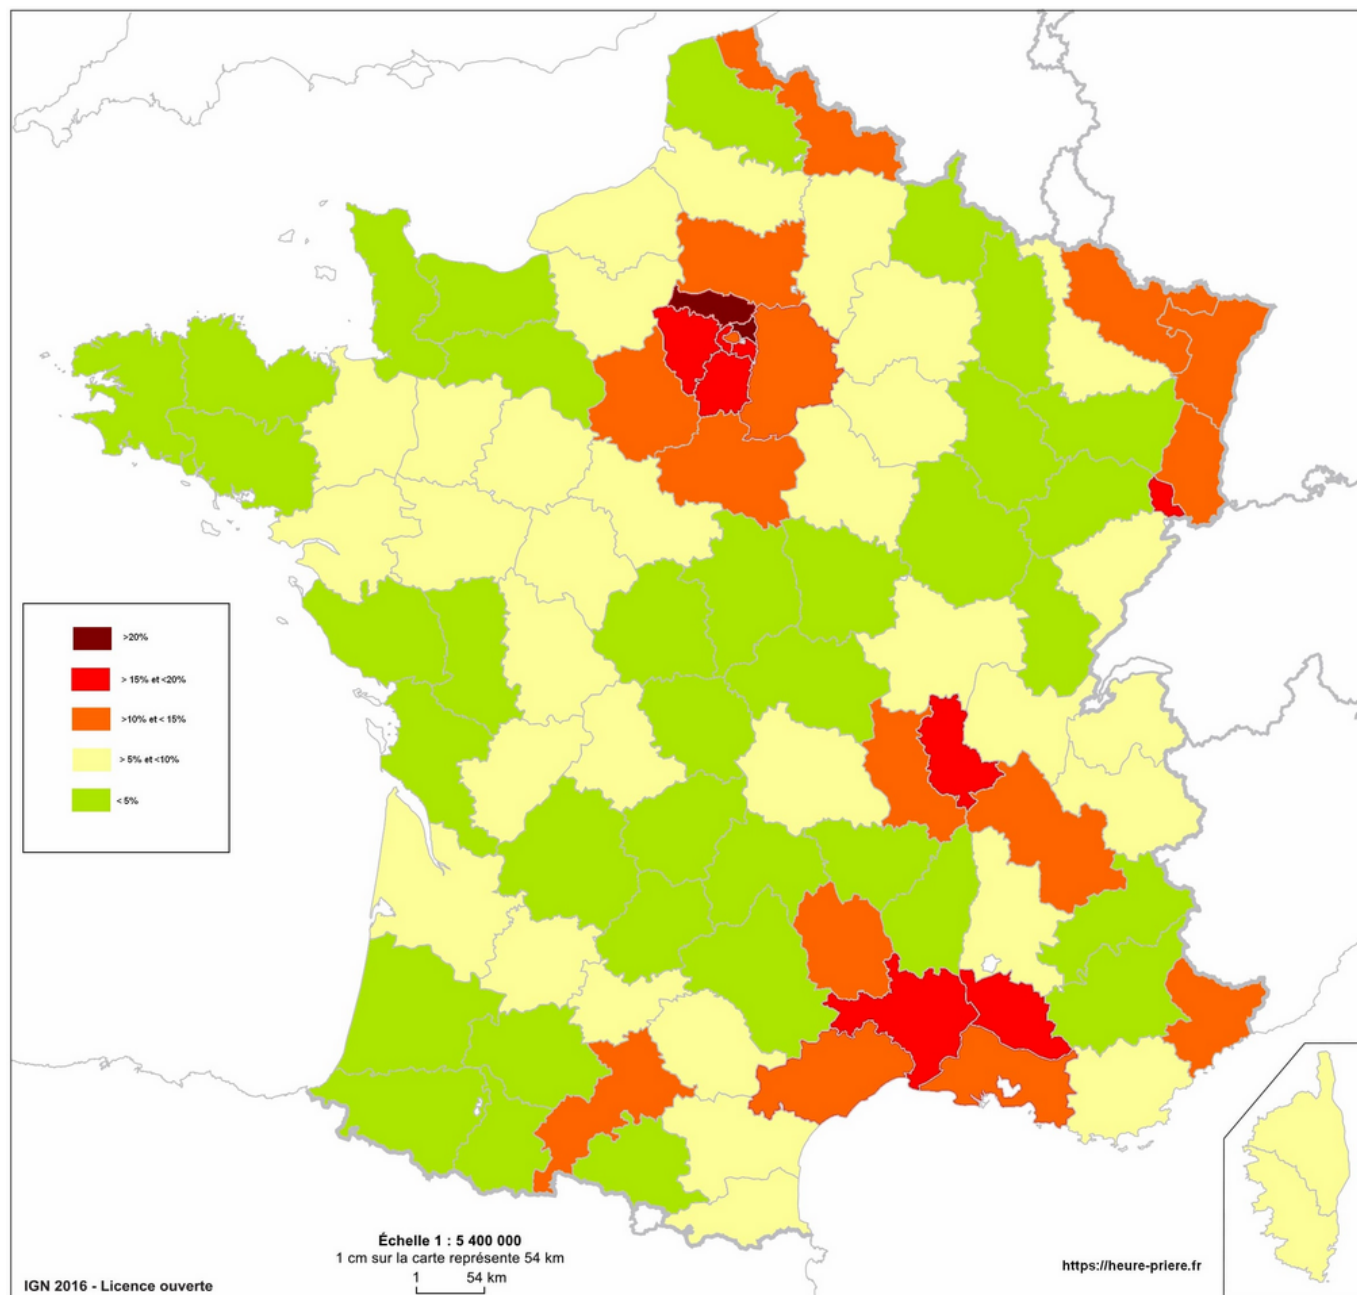 >20%
> 15% et <20%
>10% et < 15%
> 5% et <10%
< 5%
Échelle 1 : 5 400 000
1 cm sur la carte représente 54 km
1 54 km
https://heure-priere.fr
IGN 2016 - Licence ouverte